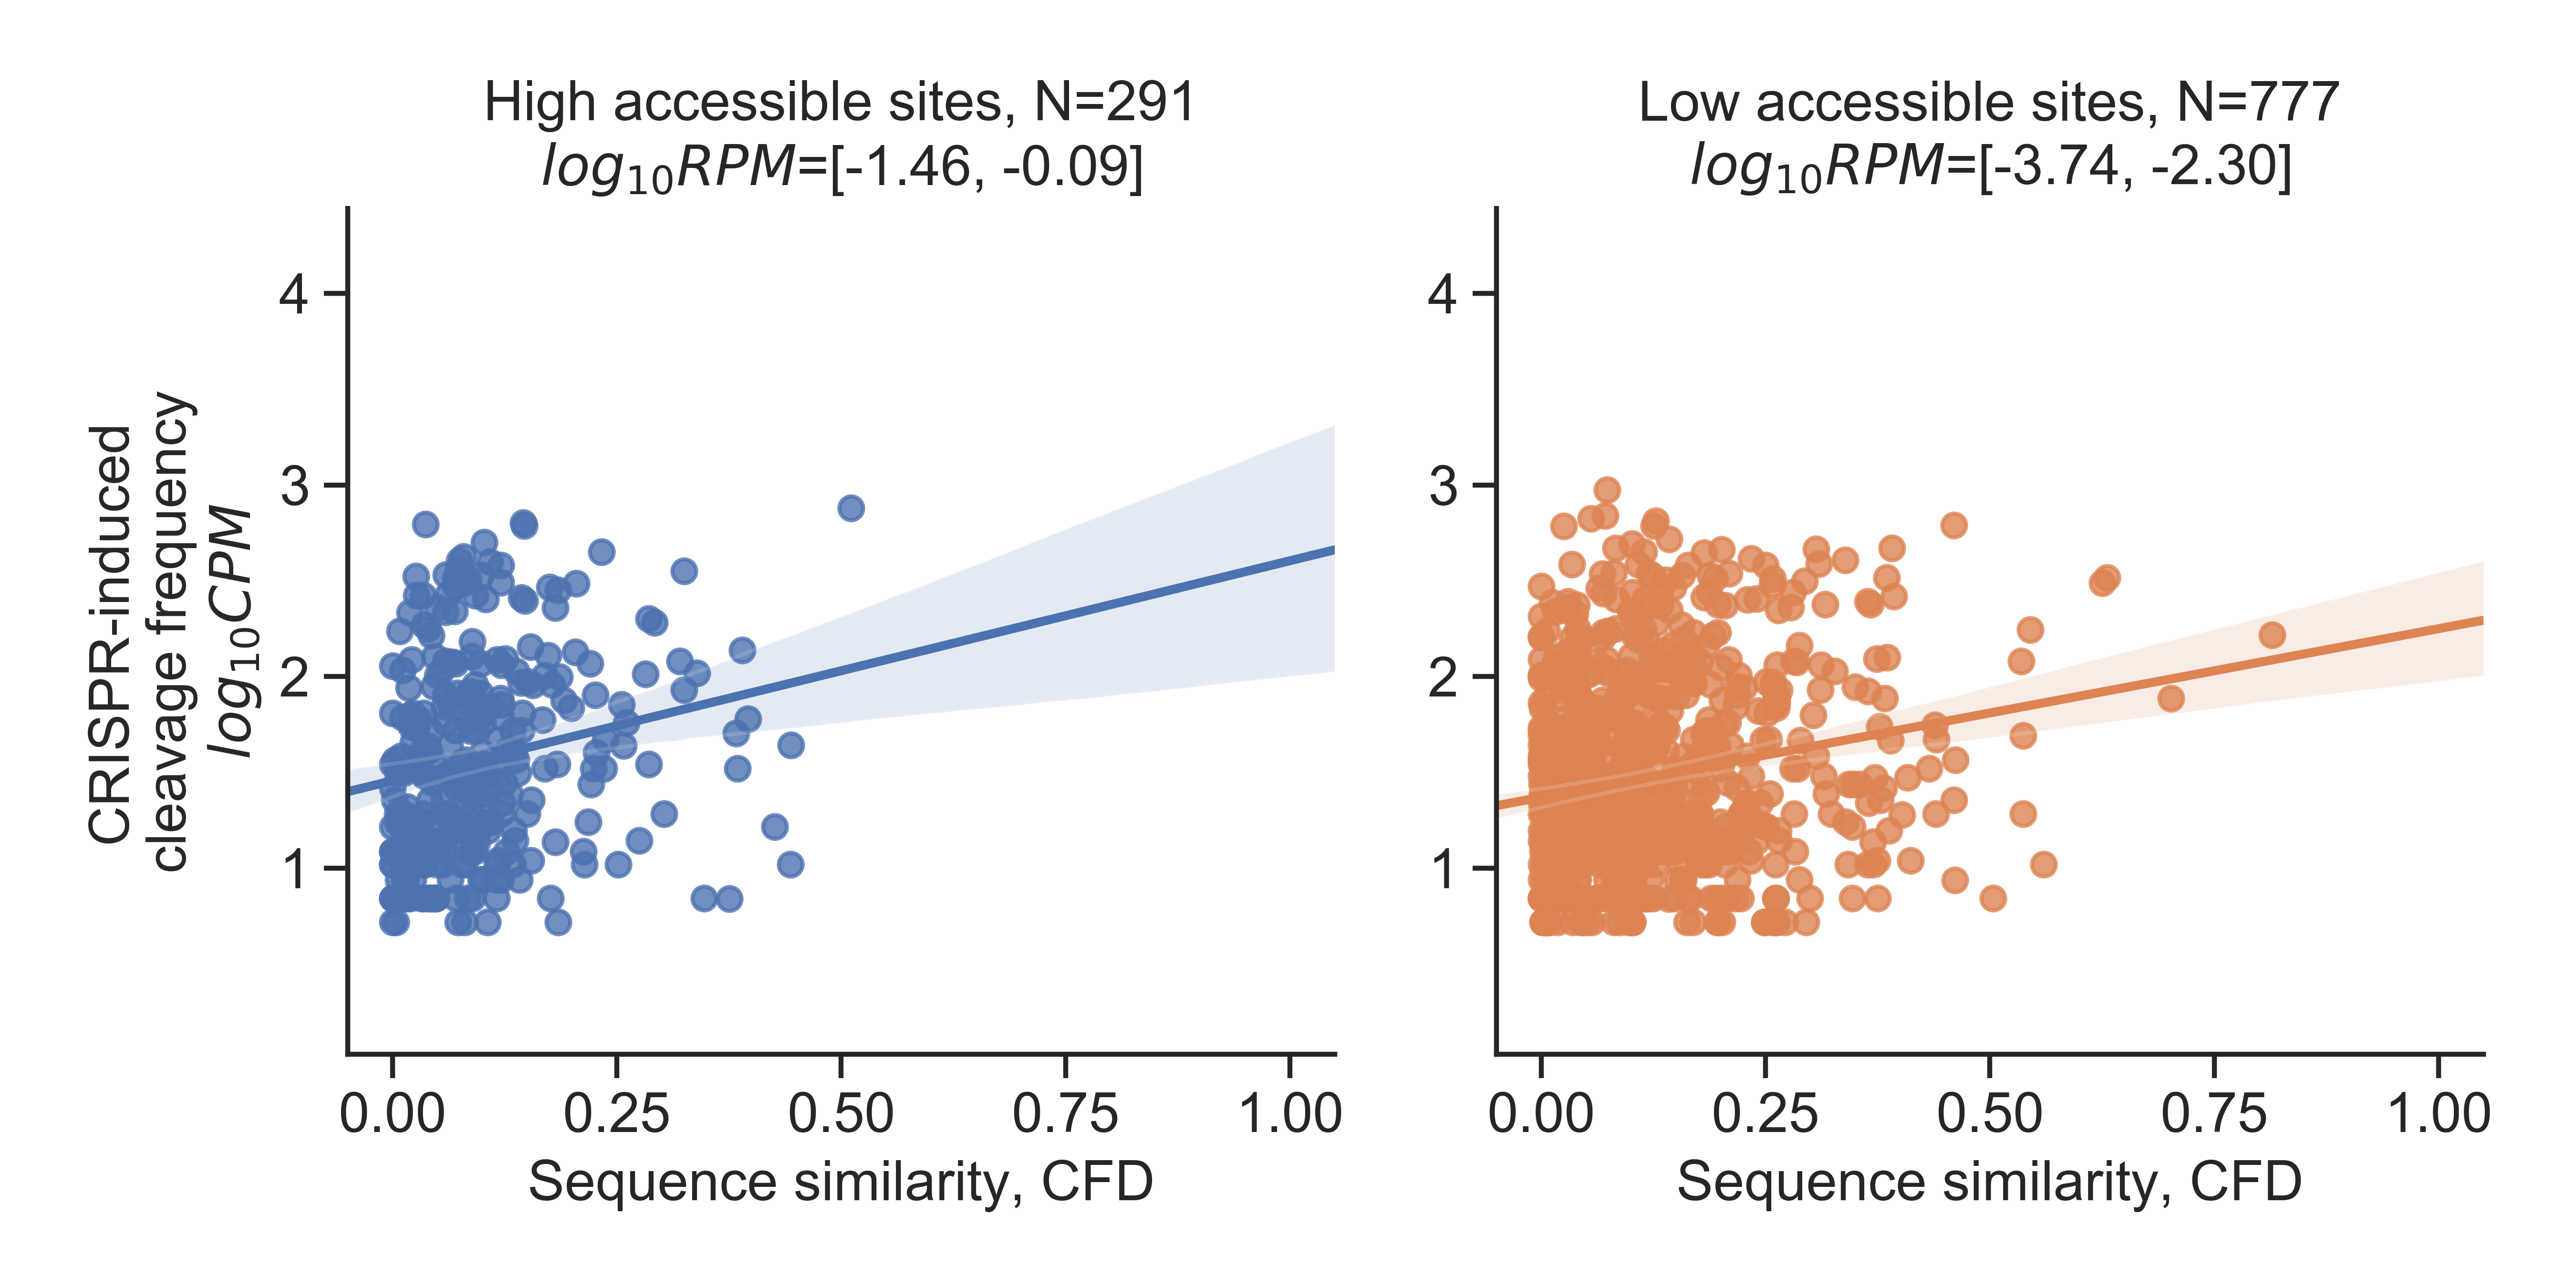 High accessible sites, N=291
log₁₀RPM=[-1.46, -0.09]
CRISPR-induced
cleavage frequency
log₁₀CPM
4
3
2
1
0.00 0.25 0.50 0.75 1.00
Sequence similarity, CFD
Low accessible sites, N=777
log₁₀RPM=[-3.74, -2.30]
4
3
2
1
0.00 0.25 0.50 0.75 1.00
Sequence similarity, CFD